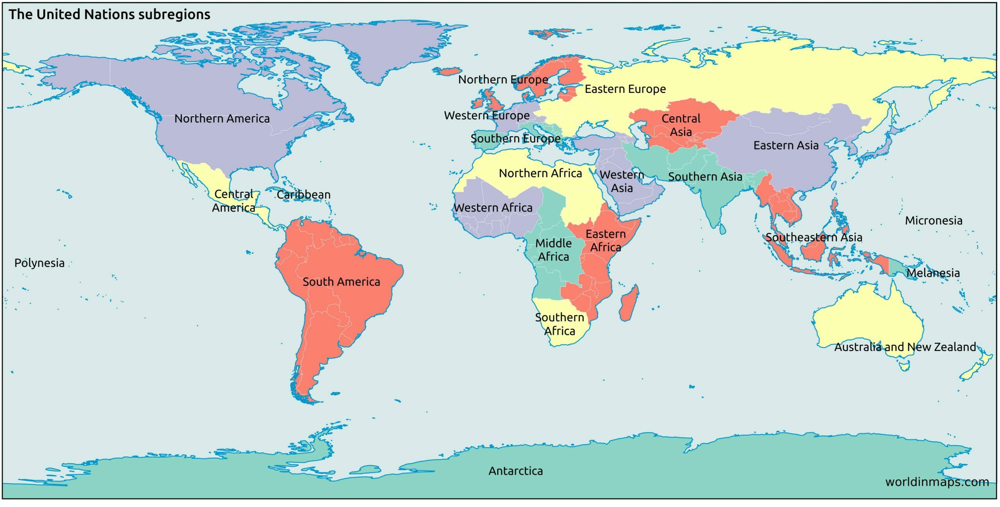 The United Nations subregions
Northern Europe
Eastern Europe
Northern America
Western Europe
Central
Asia
Southern Europe
Eastern Asia
Northern Africa
Western
Asia
Southern Asia
Central
America
Caribbean
Western Africa
Micronesia
Eastern
Africa
Middle
Africa
Southeastern Asia
Polynesia
Melanesia
South America
Southern
Africa
Australia and New Zealand
Antarctica
worldinmaps.com